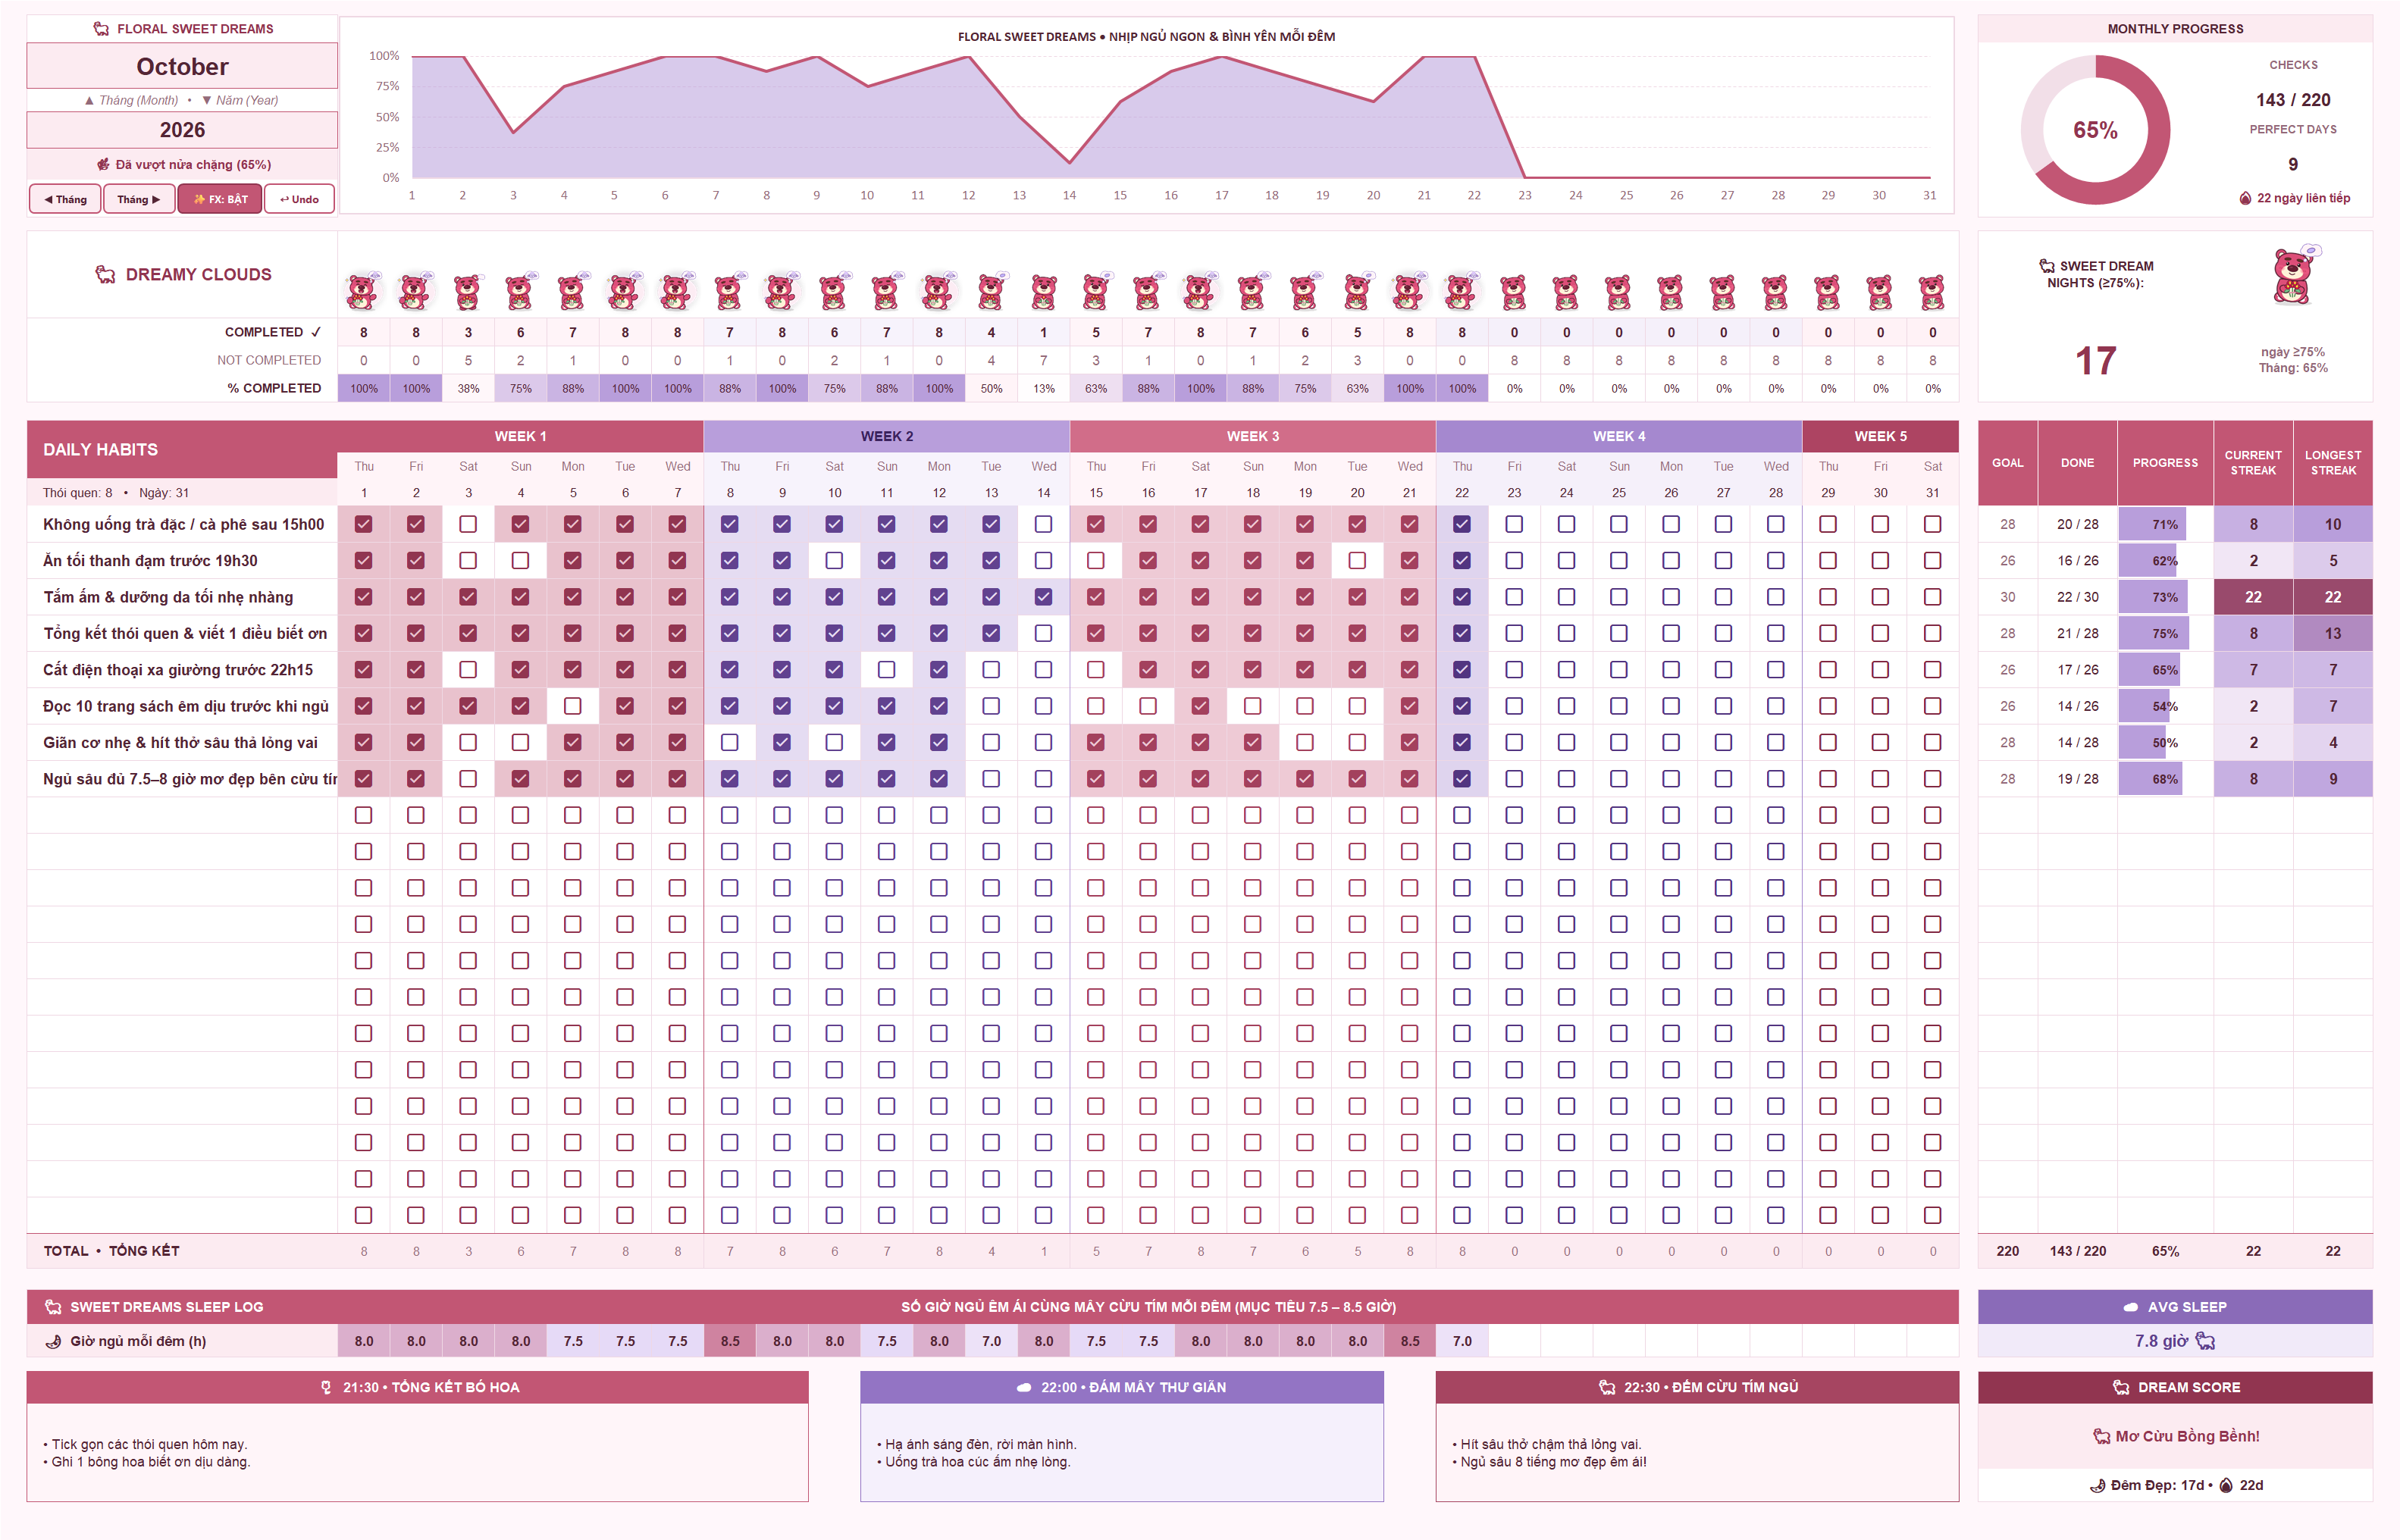 FLORAL SWEET DREAMS
October
▲ Tháng (Month) • ▼ Năm (Year)
2026
Đã vượt nửa chặng (65%)
◀ Tháng Tháng ▶ FX: BẬT ↩ Undo
FLORAL SWEET DREAMS • NHỊP NGỦ NGON & BÌNH YÊN MỖI ĐÊM
100%
75%
50%
25%
0%
1 2 3 4 5 6 7 8 9 10 11 12 13 14 15 16 17 18 19 20 21 22 23 24 25 26 27 28 29 30 31
MONTHLY PROGRESS
65%
CHECKS
143 / 220
PERFECT DAYS
9
22 ngày liên tiếp
DREAMY CLOUDS
COMPLETED ✓ 8 8 3 6 7 8 8 7 8 6 7 8 4 1 5 7 8 7 6 5 8 8 0 0 0 0 0 0 0 0 0
NOT COMPLETED 0 0 5 2 1 0 0 1 0 2 1 0 4 7 3 1 0 1 2 3 0 0 8 8 8 8 8 8 8 8 8
% COMPLETED 100% 100% 38% 75% 88% 100% 100% 88% 100% 75% 88% 100% 50% 13% 63% 88% 100% 88% 75% 63% 100% 100% 0% 0% 0% 0% 0% 0% 0% 0% 0%
SWEET DREAM
NIGHTS (≥75%):
17
ngày ≥75%
Tháng: 65%
DAILY HABITS
WEEK 1 WEEK 2 WEEK 3 WEEK 4 WEEK 5
Thu Fri Sat Sun Mon Tue Wed Thu Fri Sat Sun Mon Tue Wed Thu Fri Sat Sun Mon Tue Wed Thu Fri Sat Sun Mon Tue Wed Thu Fri Sat
Thói quen: 8 • Ngày: 31 1 2 3 4 5 6 7 8 9 10 11 12 13 14 15 16 17 18 19 20 21 22 23 24 25 26 27 28 29 30 31
GOAL DONE PROGRESS CURRENT STREAK LONGEST STREAK
Không uống trà đặc / cà phê sau 15h00 28 20 / 28 71% 8 10
Ăn tối thanh đạm trước 19h30 26 16 / 26 62% 2 5
Tắm ấm & dưỡng da tối nhẹ nhàng 30 22 / 30 73% 22 22
Tổng kết thói quen & viết 1 điều biết ơn 28 21 / 28 75% 8 13
Cất điện thoại xa giường trước 22h15 26 17 / 26 65% 7 7
Đọc 10 trang sách êm dịu trước khi ngủ 26 14 / 26 54% 2 7
Giãn cơ nhẹ & hít thở sâu thả lỏng vai 28 14 / 28 50% 2 4
Ngủ sâu đủ 7.5–8 giờ mơ đẹp bên cừu tír 28 19 / 28 68% 8 9
TOTAL • TỔNG KẾT 8 8 3 6 7 8 8 7 8 6 7 8 4 1 5 7 8 7 6 5 8 8 0 0 0 0 0 0 0 0 0 220 143 / 220 65% 22 22
SWEET DREAMS SLEEP LOG
SỐ GIỜ NGỦ ÊM ÁI CÙNG MÂY CỪU TÍM MỖI ĐÊM (MỤC TIÊU 7.5 – 8.5 GIỜ)
Giờ ngủ mỗi đêm (h) 8.0 8.0 8.0 8.0 7.5 7.5 7.5 8.5 8.0 8.0 7.5 8.0 7.0 8.0 7.5 7.5 8.0 8.0 8.0 8.0 8.5 7.0
AVG SLEEP
7.8 giờ
21:30 • TỔNG KẾT BÓ HOA
• Tick gọn các thói quen hôm nay.
• Ghi 1 bông hoa biết ơn dịu dàng.
22:00 • ĐÁM MÂY THƯ GIÃN
• Hạ ánh sáng đèn, rời màn hình.
• Uống trà hoa cúc ấm nhẹ lòng.
22:30 • ĐẾM CỪU TÍM NGỦ
• Hít sâu thở chậm thả lỏng vai.
• Ngủ sâu 8 tiếng mơ đẹp êm ái!
DREAM SCORE
Mơ Cừu Bồng Bềnh!
Đêm Đẹp: 17d • 22d